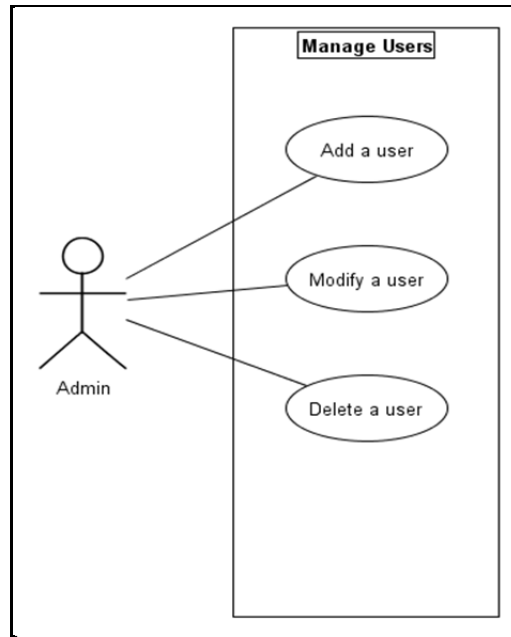 Manage Users
Add a user
Modify a user
Delete a user
Admin